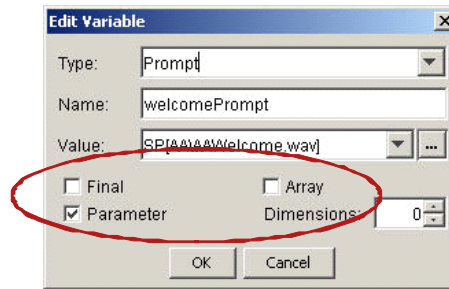 Edit Variable
Type: Prompt
Name: welcomePrompt
Value: SP[AA\AAWelcome.wav] ...
Final Array
Parameter Dimensions: 0
OK Cancel